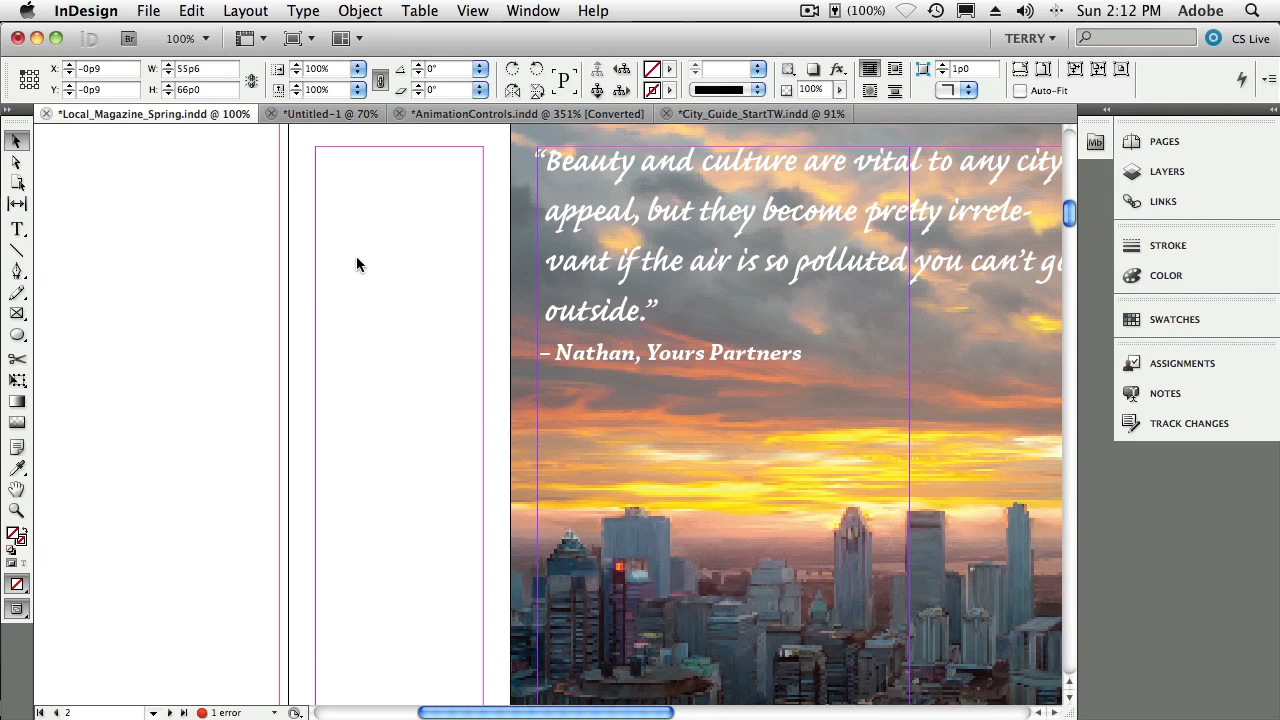 InDesign File Edit Layout Type Object Table View Window Help (100%) Sun 2:12 PM Adobe
Br 100% TERRY CS Live
X: -0p9 W: 55p6 100% 0° 1p0
Y: -0p9 H: 66p0 100% 0° P fx 100% Auto-Fit
*Local_Magazine_Spring.indd @ 100% *Untitled-1 @ 70% *AnimationControls.indd @ 351% [Converted] *City_Guide_StartTW.indd @ 91%
“Beauty and culture are vital to any city
appeal, but they become pretty irrele-
vant if the air is so polluted you can’t go
outside.”
– Nathan, Yours Partners
Mb PAGES
LAYERS
LINKS
STROKE
COLOR
SWATCHES
ASSIGNMENTS
NOTES
TRACK CHANGES
2 1 error